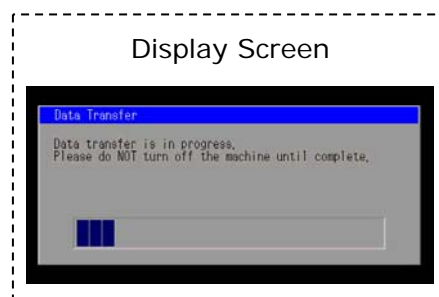 Display Screen
Data Transfer
Data transfer is in progress.
Please do NOT turn off the machine until complete.